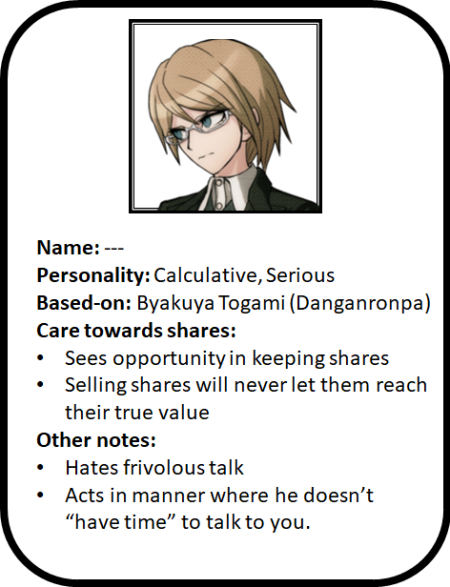 Name: ---
Personality: Calculative, Serious
Based-on: Byakuya Togami (Danganronpa)
Care towards shares:
• Sees opportunity in keeping shares
• Selling shares will never let them reach
their true value
Other notes:
• Hates frivolous talk
• Acts in manner where he doesn’t
“have time” to talk to you.